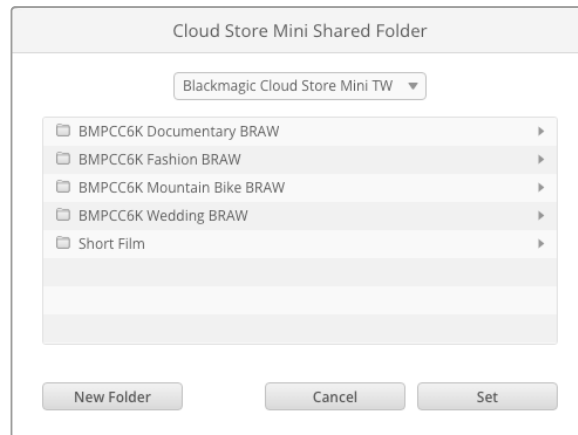 Cloud Store Mini Shared Folder
Blackmagic Cloud Store Mini TW
BMPCC6K Documentary BRAW
BMPCC6K Fashion BRAW
BMPCC6K Mountain Bike BRAW
BMPCC6K Wedding BRAW
Short Film
New Folder
Cancel
Set